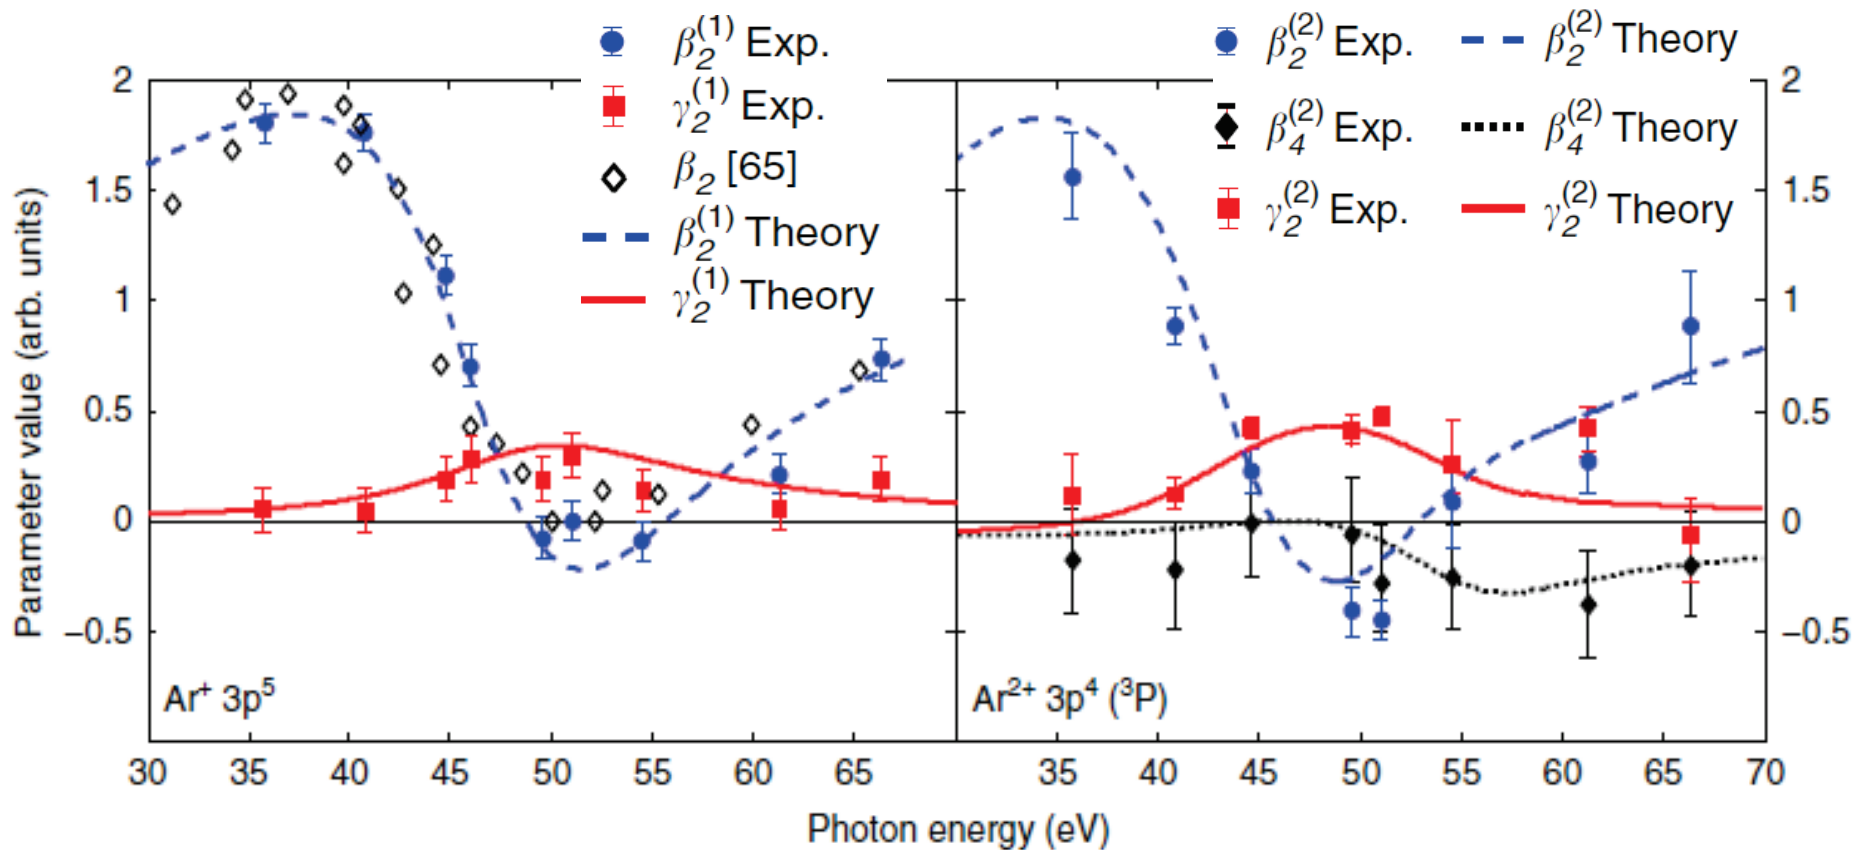 β₂⁽¹⁾ Exp.
γ₂⁽¹⁾ Exp.
β₂ [65]
β₂⁽¹⁾ Theory
γ₂⁽¹⁾ Theory
β₂⁽²⁾ Exp.
β₂⁽²⁾ Theory
β₄⁽²⁾ Exp.
β₄⁽²⁾ Theory
γ₂⁽²⁾ Exp.
γ₂⁽²⁾ Theory
Parameter value (arb. units)
2
1.5
1
0.5
0
−0.5
2
1.5
1
0.5
0
−0.5
Ar⁺ 3p⁵
Ar²⁺ 3p⁴ (³P)
30 35 40 45 50 55 60 65 35 40 45 50 55 60 65 70
Photon energy (eV)